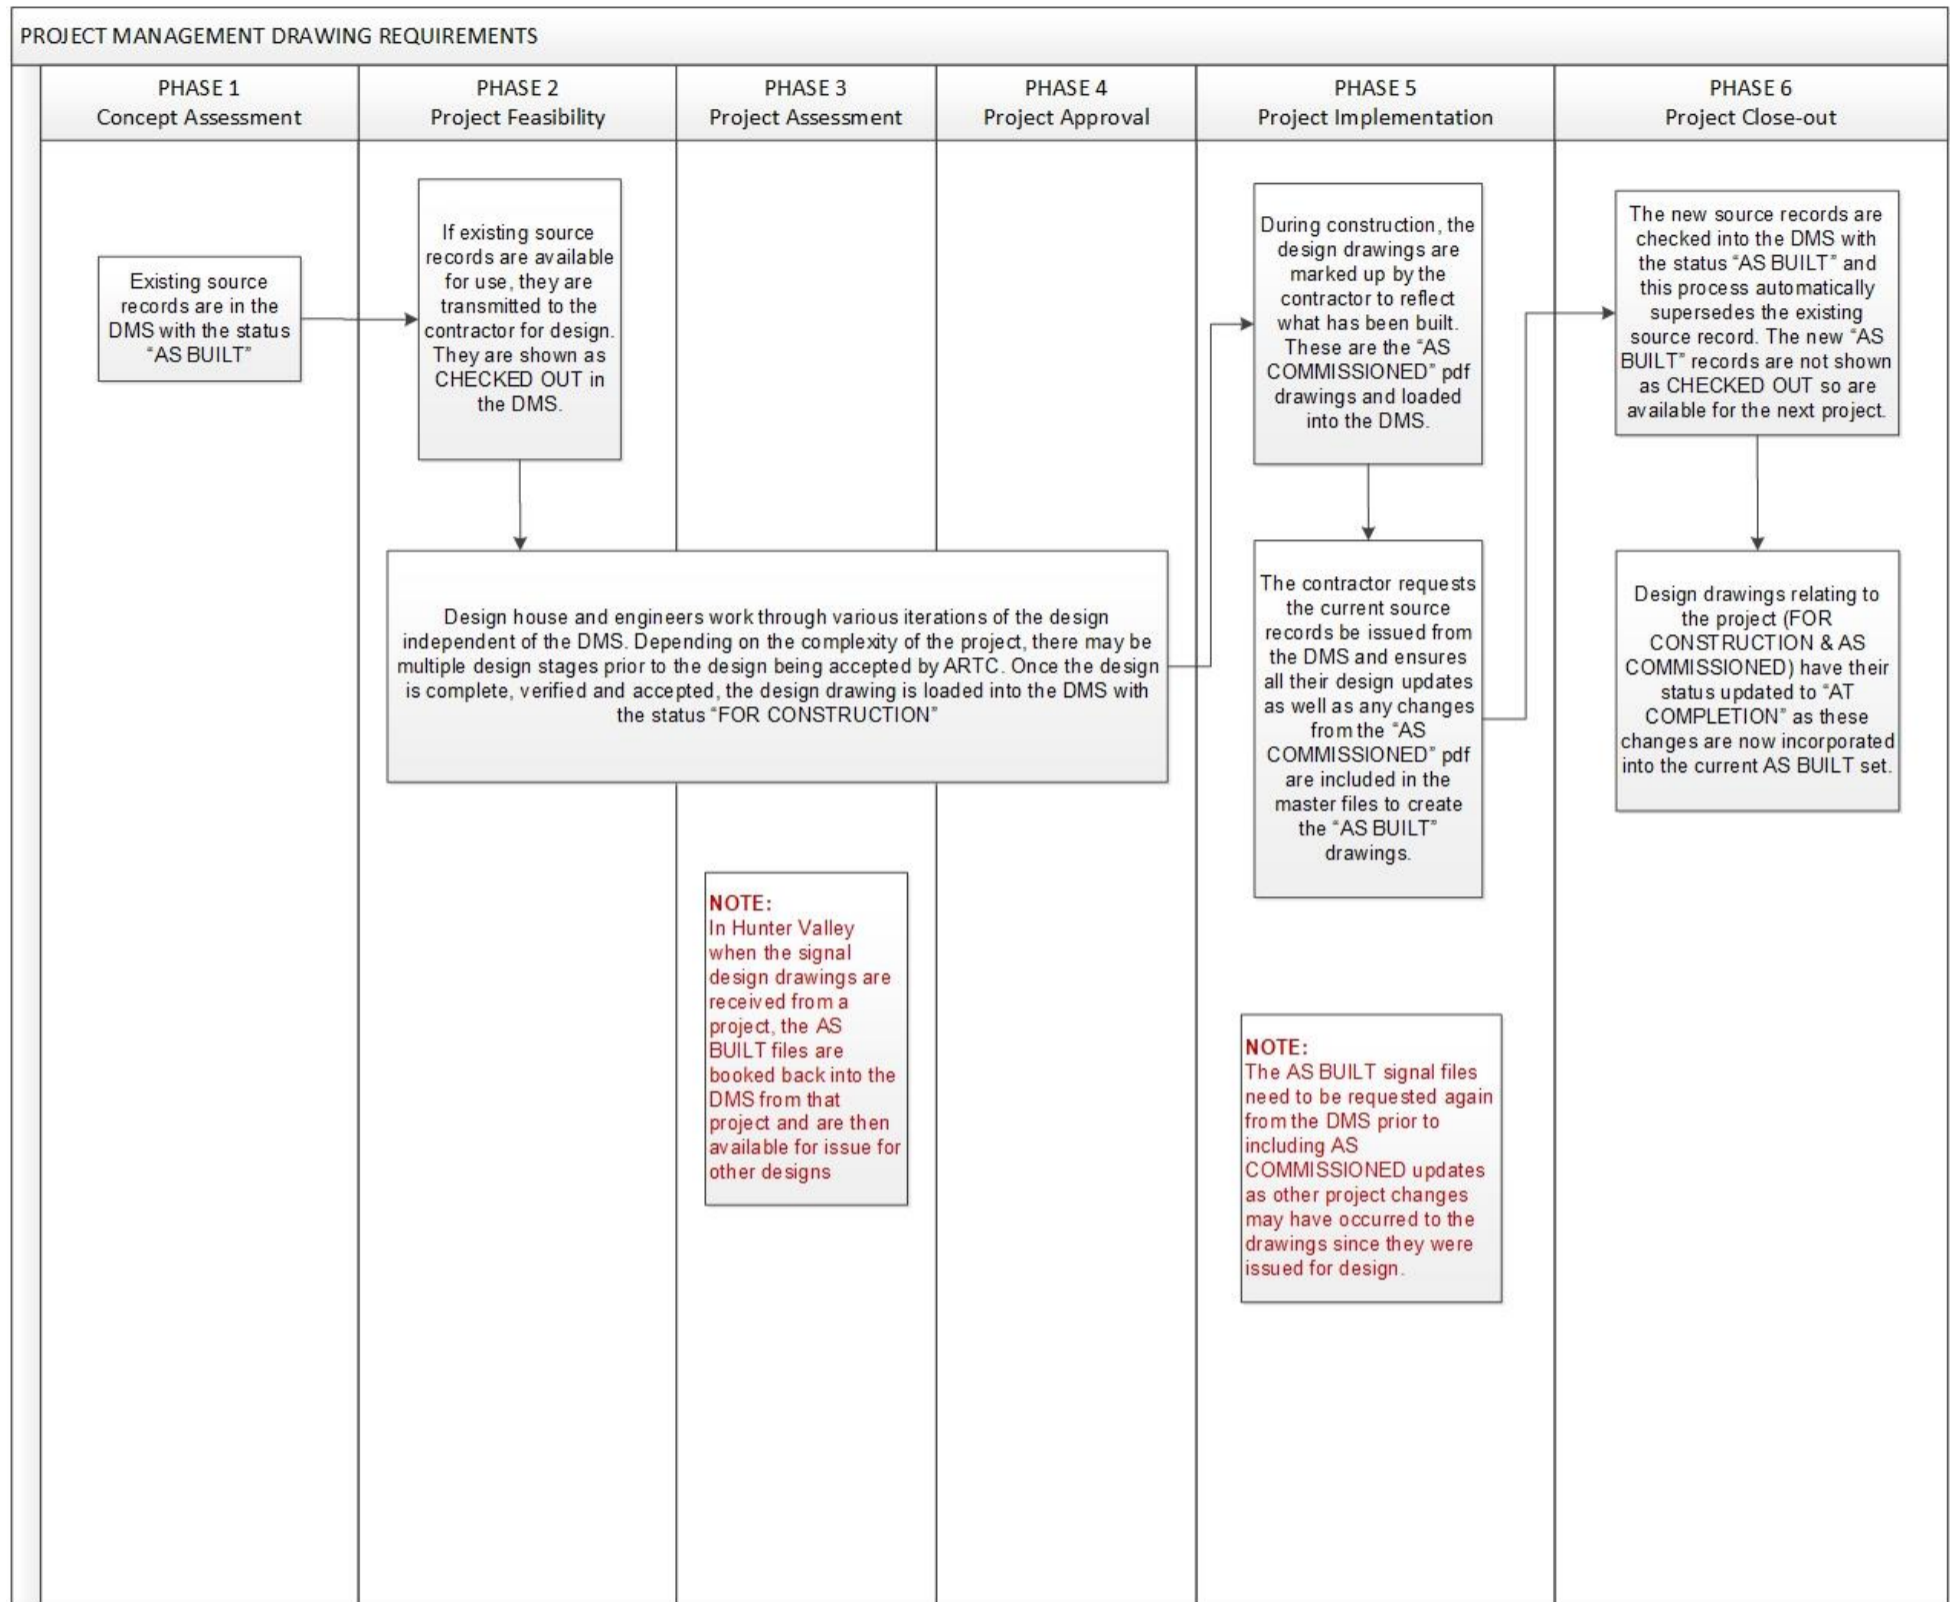 PROJECT MANAGEMENT DRAWING REQUIREMENTS
PHASE 1
Concept Assessment
PHASE 2
Project Feasibility
PHASE 3
Project Assessment
PHASE 4
Project Approval
PHASE 5
Project Implementation
PHASE 6
Project Close-out
Existing source
records are in the
DMS with the status
“AS BUILT”
If existing source
records are available
for use, they are
transmitted to the
contractor for design.
They are shown as
CHECKED OUT in
the DMS.
Design house and engineers work through various iterations of the design
independent of the DMS. Depending on the complexity of the project, there may be
multiple design stages prior to the design being accepted by ARTC. Once the design
is complete, verified and accepted, the design drawing is loaded into the DMS with
the status “FOR CONSTRUCTION”
NOTE:
In Hunter Valley
when the signal
design drawings are
received from a
project, the AS
BUILT files are
booked back into the
DMS from that
project and are then
available for issue for
other designs
During construction, the
design drawings are
marked up by the
contractor to reflect
what has been built.
These are the “AS
COMMISSIONED” pdf
drawings and loaded
into the DMS.
The contractor requests
the current source
records be issued from
the DMS and ensures
all their design updates
as well as any changes
from the “AS
COMMISSIONED” pdf
are included in the
master files to create
the “AS BUILT”
drawings.
NOTE:
The AS BUILT signal files
need to be requested again
from the DMS prior to
including AS
COMMISSIONED updates
as other project changes
may have occurred to the
drawings since they were
issued for design.
The new source records are
checked into the DMS with
the status “AS BUILT” and
this process automatically
supersedes the existing
source record. The new “AS
BUILT” records are not shown
as CHECKED OUT so are
available for the next project.
Design drawings relating to
the project (FOR
CONSTRUCTION & AS
COMMISSIONED) have their
status updated to “AT
COMPLETION” as these
changes are now incorporated
into the current AS BUILT set.